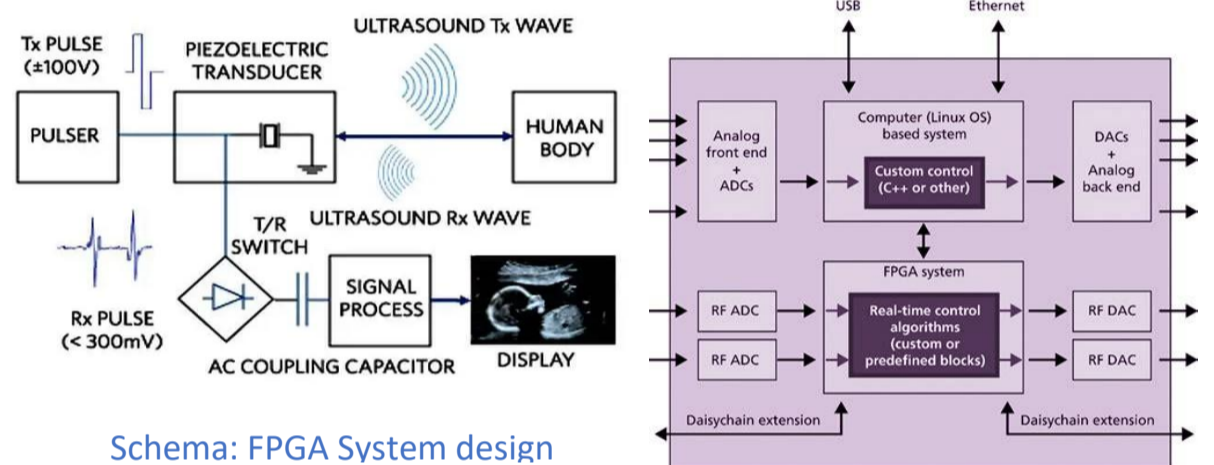 Tx PULSE
(±100V)
PULSER
PIEZOELECTRIC
TRANSDUCER
ULTRASOUND Tx WAVE
HUMAN
BODY
ULTRASOUND Rx WAVE
T/R
SWITCH
Rx PULSE
(< 300mV)
SIGNAL
PROCESS
AC COUPLING CAPACITOR
DISPLAY
Schema: FPGA System design
USB
Ethernet
Analog
front end
+
ADCs
Computer (Linux OS)
based system
Custom control
(C++ or other)
DACs
+
Analog
back end
FPGA system
RF ADC
RF ADC
Real-time control
algorithms
(custom or
predefined blocks)
RF DAC
RF DAC
Daisychain extension
Daisychain extension